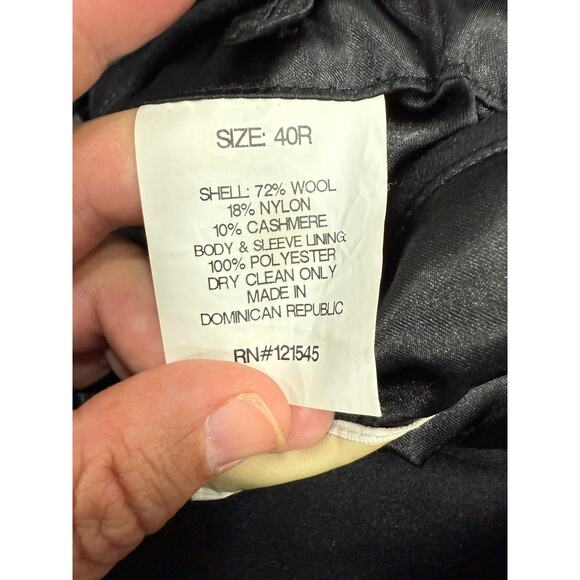 SIZE: 40R
SHELL: 72% WOOL
18% NYLON
10% CASHMERE
BODY & SLEEVE LINING:
100% POLYESTER
DRY CLEAN ONLY
MADE IN
DOMINICAN REPUBLIC
RN#121545